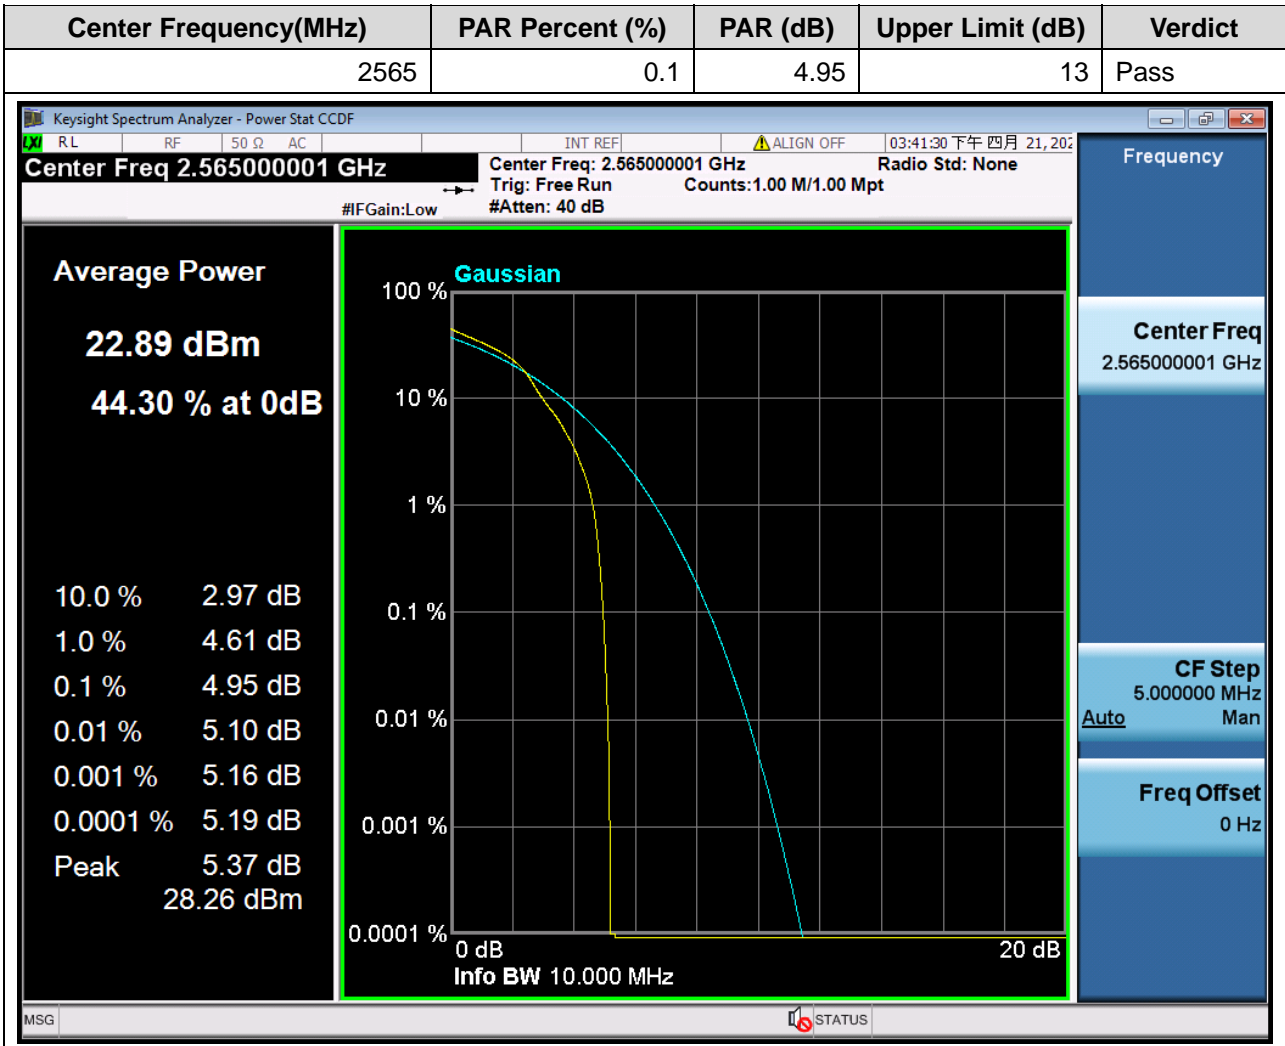 Center Frequency(MHz) PAR Percent (%) PAR (dB) Upper Limit (dB) Verdict
2565 0.1 4.95 13 Pass
Keysight Spectrum Analyzer - Power Stat CCDF
LXI RL RF 50 Ω AC INT REF ALIGN OFF 03:41:30 下午 四月 21, 202
Center Freq 2.565000001 GHz
Center Freq: 2.565000001 GHz Radio Std: None
Trig: Free Run Counts:1.00 M/1.00 Mpt
#IFGain:Low #Atten: 40 dB
Frequency
Average Power
22.89 dBm
44.30 % at 0dB
10.0 % 2.97 dB
1.0 % 4.61 dB
0.1 % 4.95 dB
0.01 % 5.10 dB
0.001 % 5.16 dB
0.0001 % 5.19 dB
Peak 5.37 dB
28.26 dBm
Gaussian
100 %
10 %
1 %
0.1 %
0.01 %
0.001 %
0.0001 %
0 dB 20 dB
Info BW 10.000 MHz
Center Freq
2.565000001 GHz
CF Step
5.000000 MHz
Auto Man
Freq Offset
0 Hz
MSG STATUS